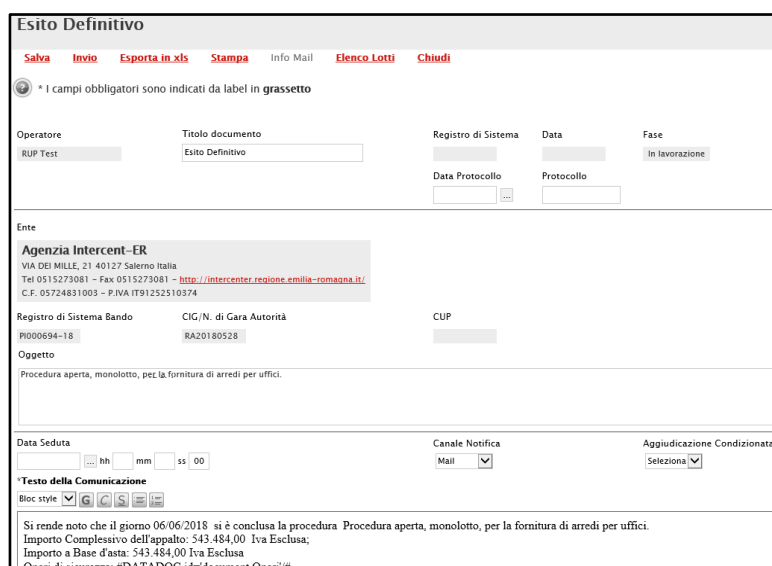 Esito Definitivo
Salva Invio Esporta in xls Stampa Info Mail Elenco Lotti Chiudi
* I campi obbligatori sono indicati da label in grassetto
Operatore Titolo documento Registro di Sistema Data Fase
RUP Test Esito Definitivo In lavorazione
Data Protocollo Protocollo
...
Ente
Agenzia Intercent-ER
VIA DEI MILLE, 21 40127 Salerno Italia
Tel 0515273081 - Fax 0515273081 - http://intercenter.regione.emilia-romagna.it/
C.F. 05724831003 - P.IVA IT91252510374
Registro di Sistema Bando CIG/N. di Gara Autorità CUP
PI000694-18 RA20180528
Oggetto
Procedura aperta, monolotto, per la fornitura di arredi per uffici.
Data Seduta Canale Notifica Aggiudicazione Condizionata
... hh mm ss 00 Mail Seleziona
*Testo della Comunicazione
Bloc style G C S
Si rende noto che il giorno 06/06/2018 si è conclusa la procedura Procedura aperta, monolotto, per la fornitura di arredi per uffici.
Importo Complessivo dell'appalto: 543.484,00 Iva Esclusa;
Importo a Base d'asta: 543.484,00 Iva Esclusa